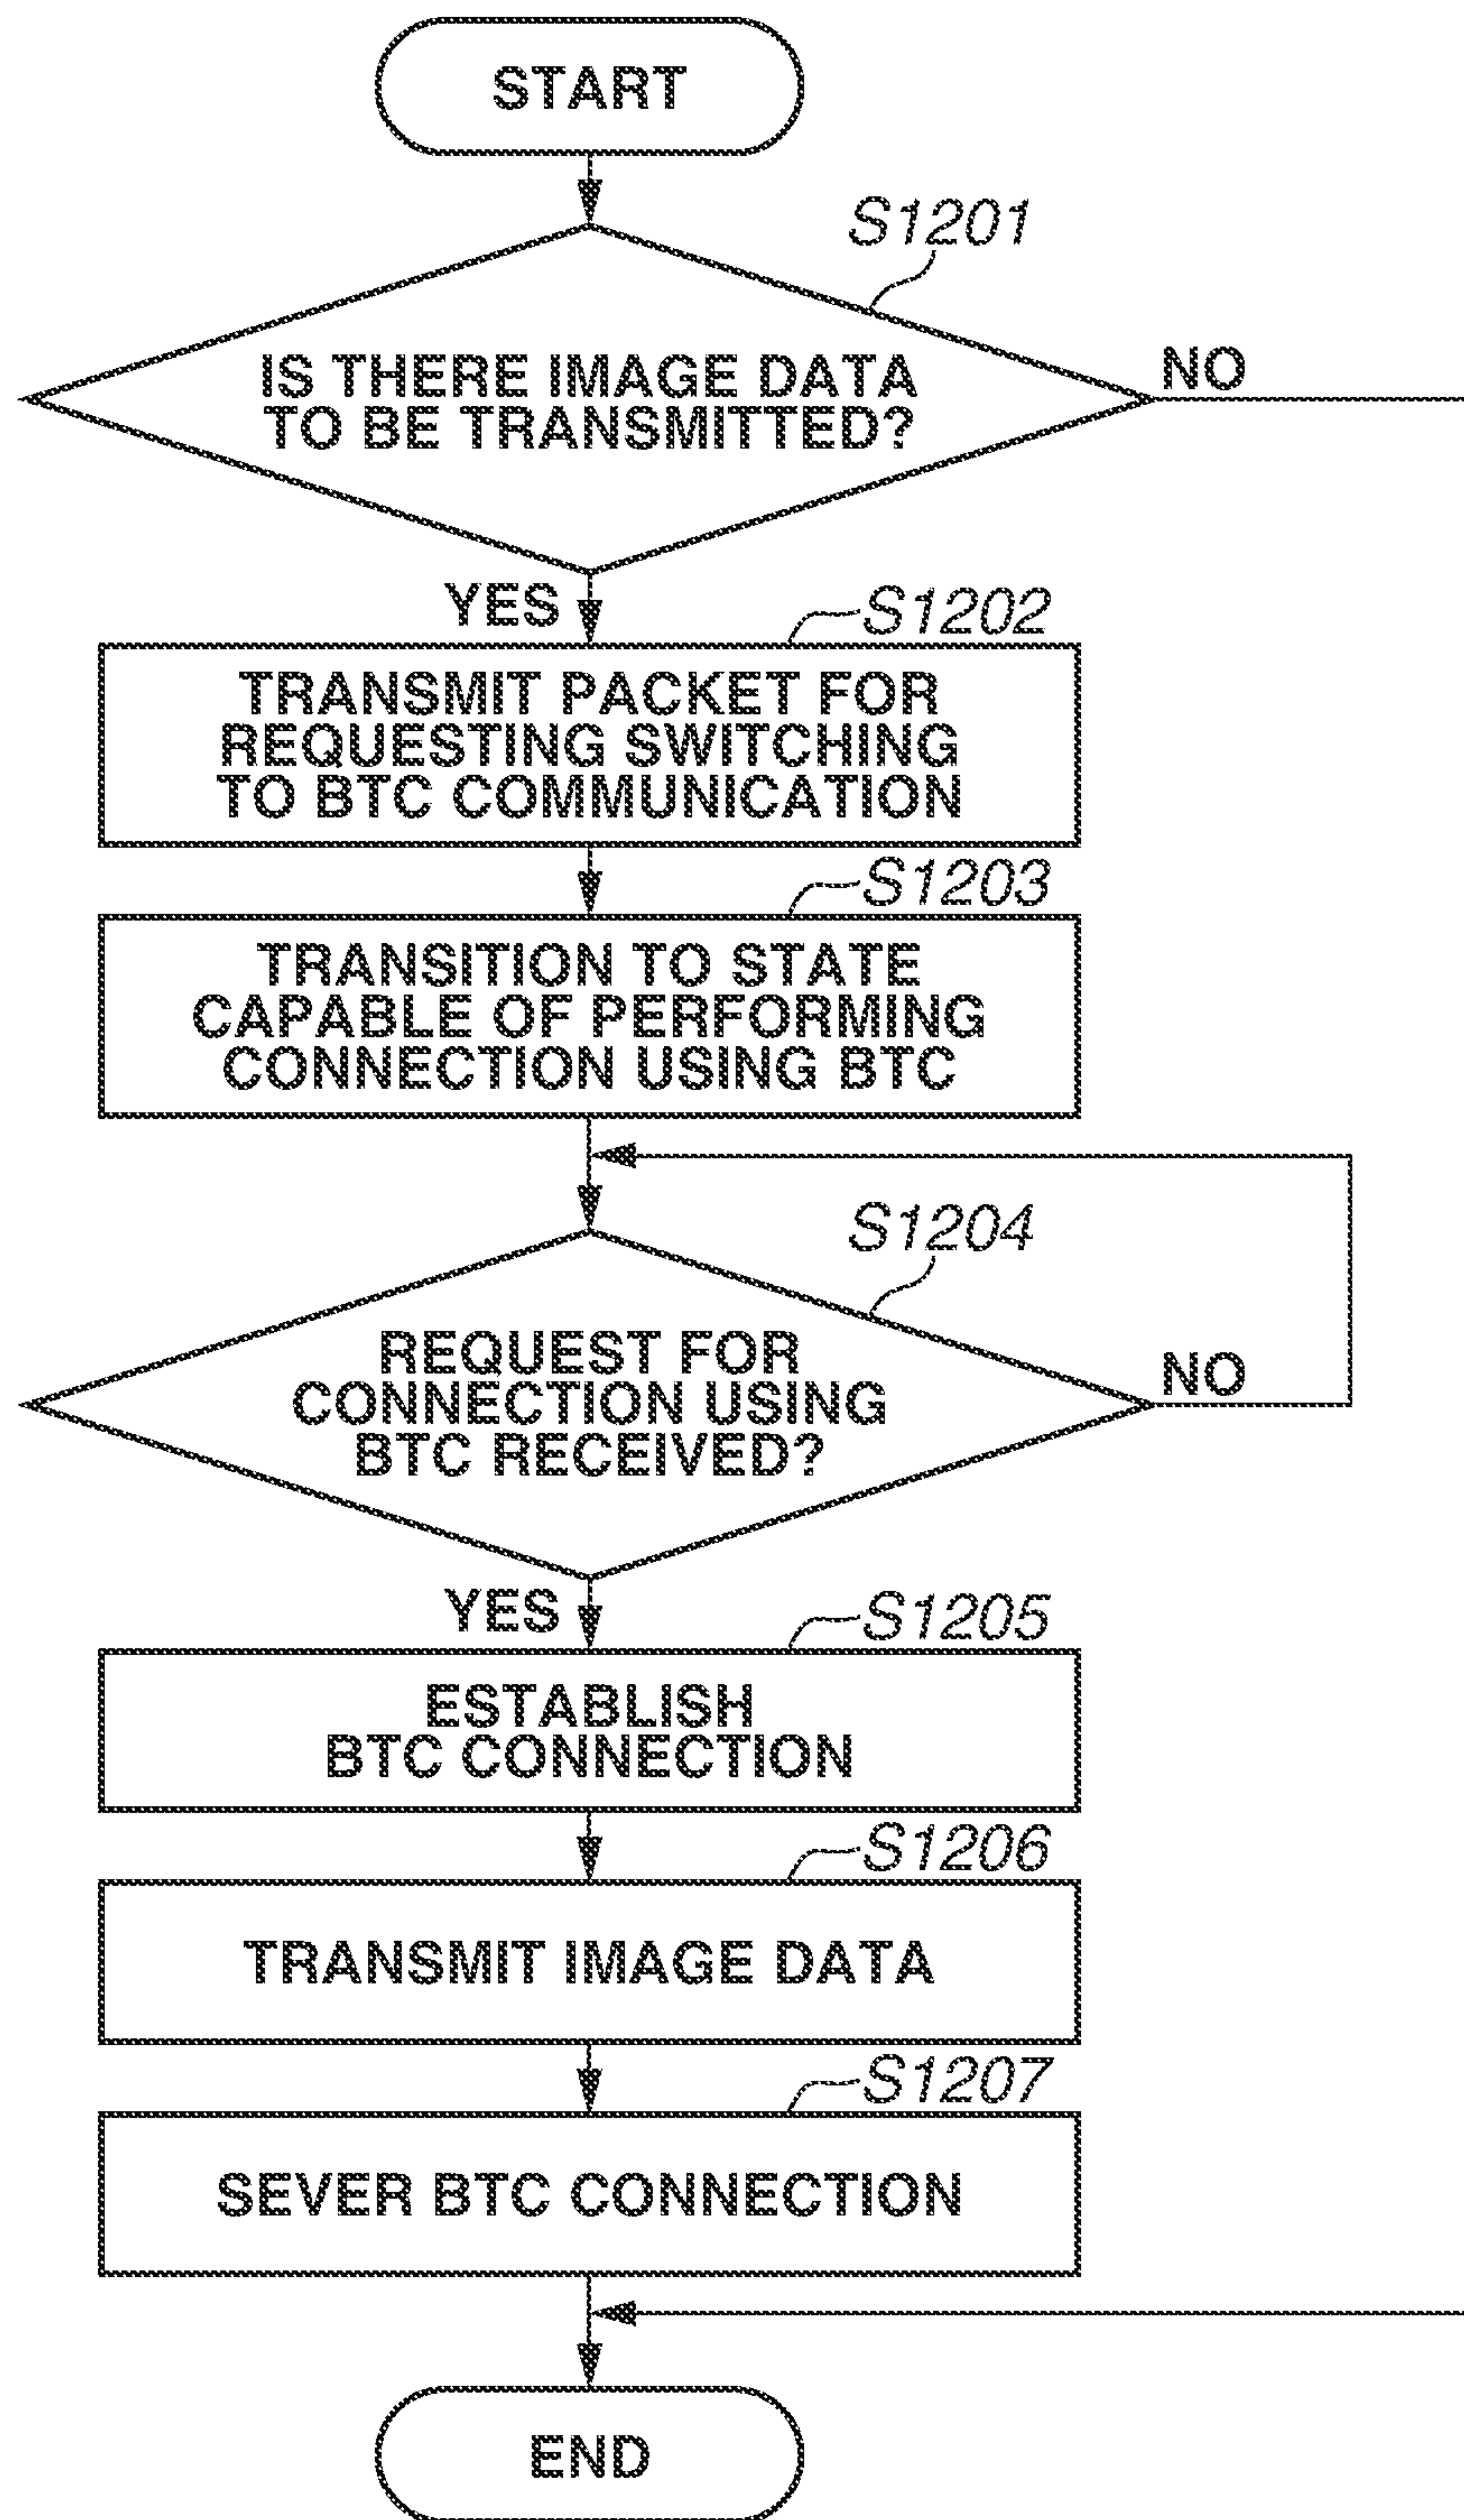 START
S1201
IS THERE IMAGE DATA
TO BE TRANSMITTED?
NO
YES
S1202
TRANSMIT PACKET FOR
REQUESTING SWITCHING
TO BTC COMMUNICATION
S1203
TRANSITION TO STATE
CAPABLE OF PERFORMING
CONNECTION USING BTC
S1204
REQUEST FOR
CONNECTION USING
BTC RECEIVED?
NO
YES
S1205
ESTABLISH
BTC CONNECTION
S1206
TRANSMIT IMAGE DATA
S1207
SEVER BTC CONNECTION
END